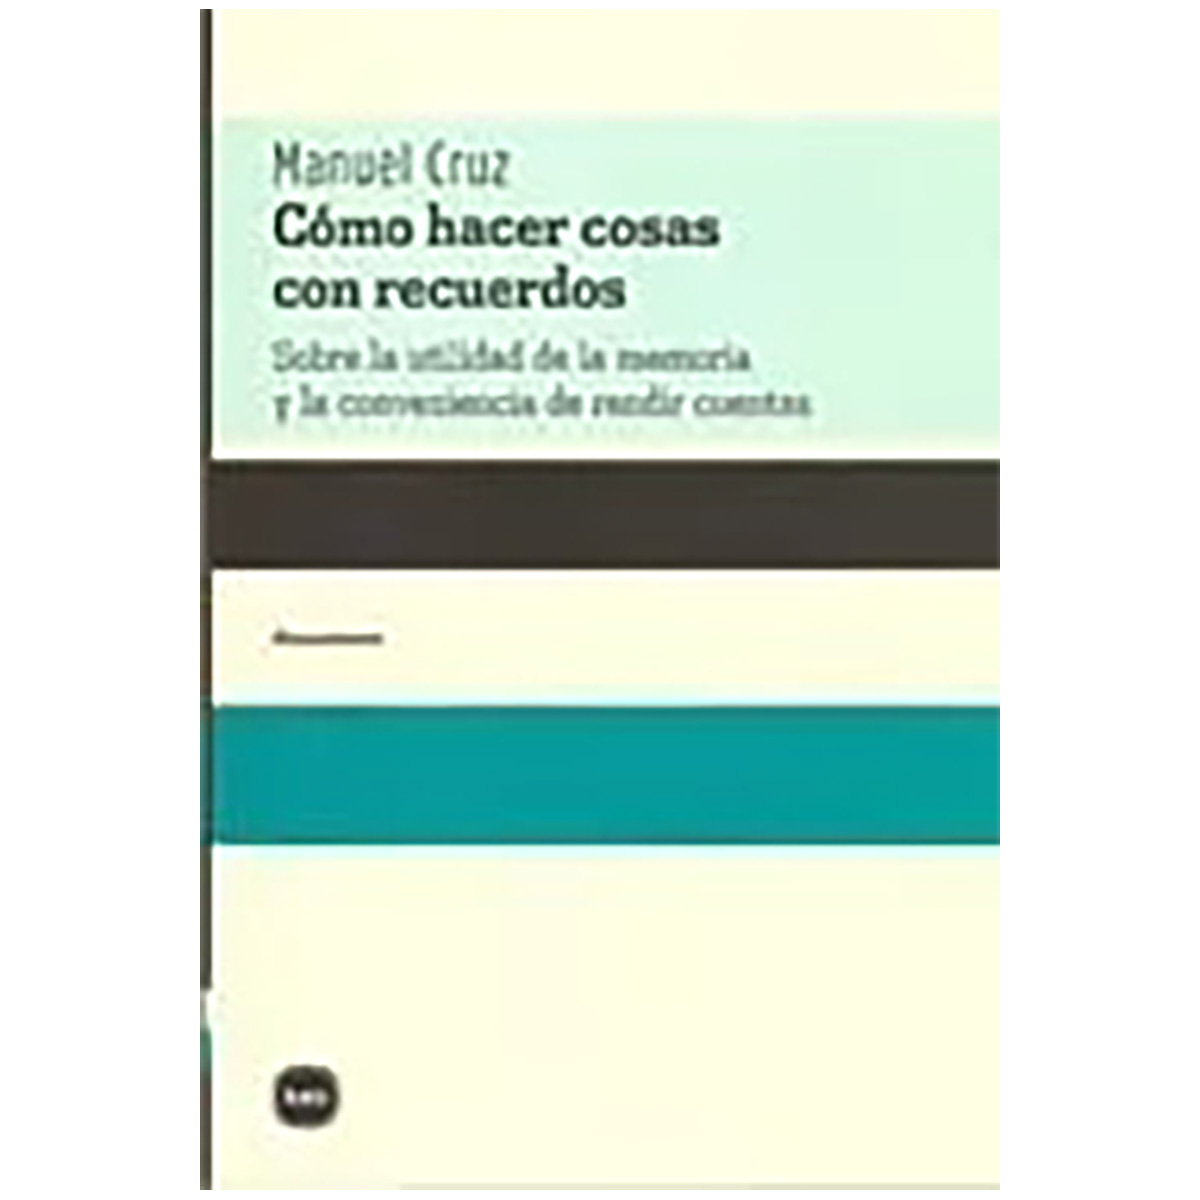 Manuel Cruz
Cómo hacer cosas
con recuerdos
Sobre la utilidad de la memoria
y la conveniencia de rendir cuentas